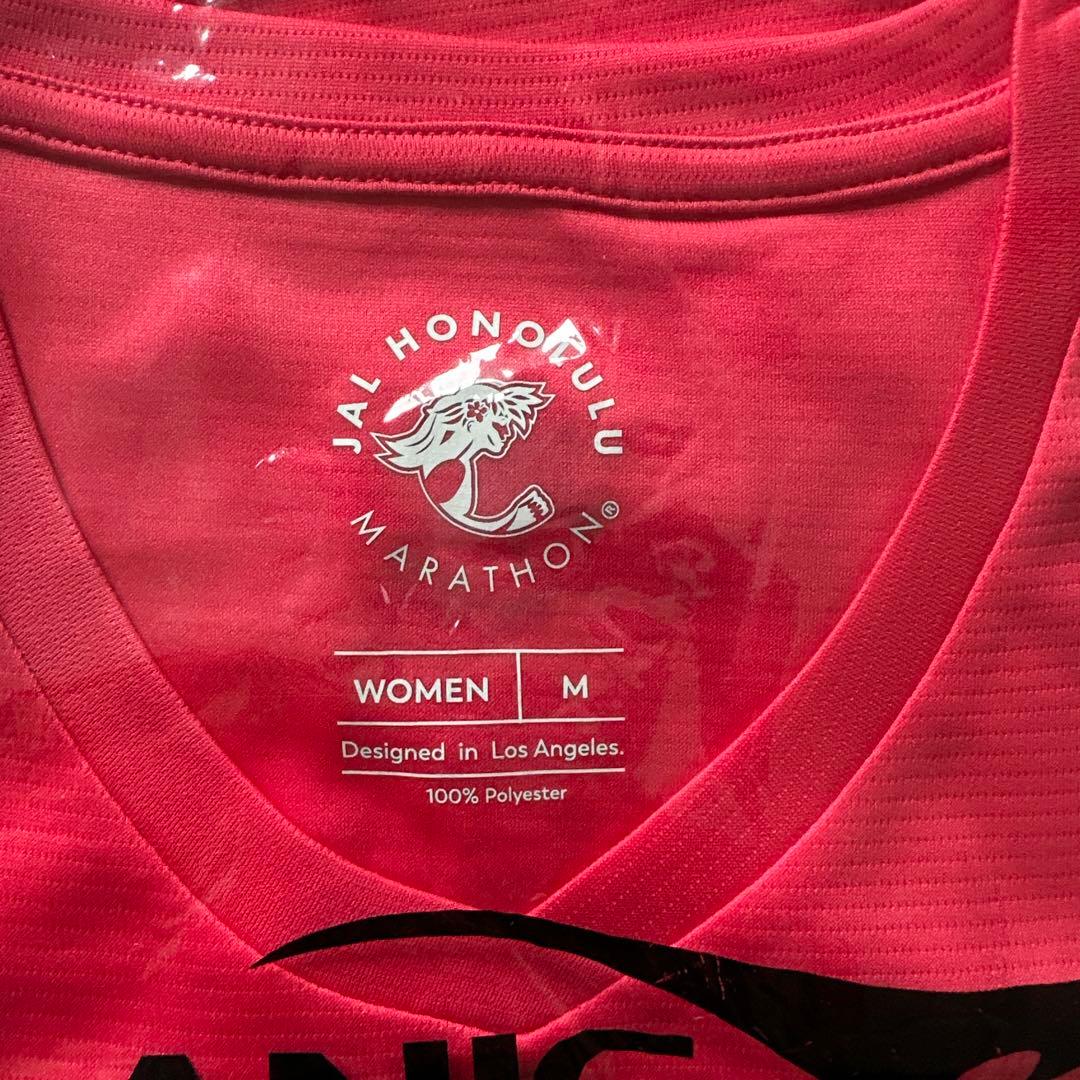 JAL HONOLULU
MARATHON®
WOMEN M
Designed in Los Angeles.
100% Polyester